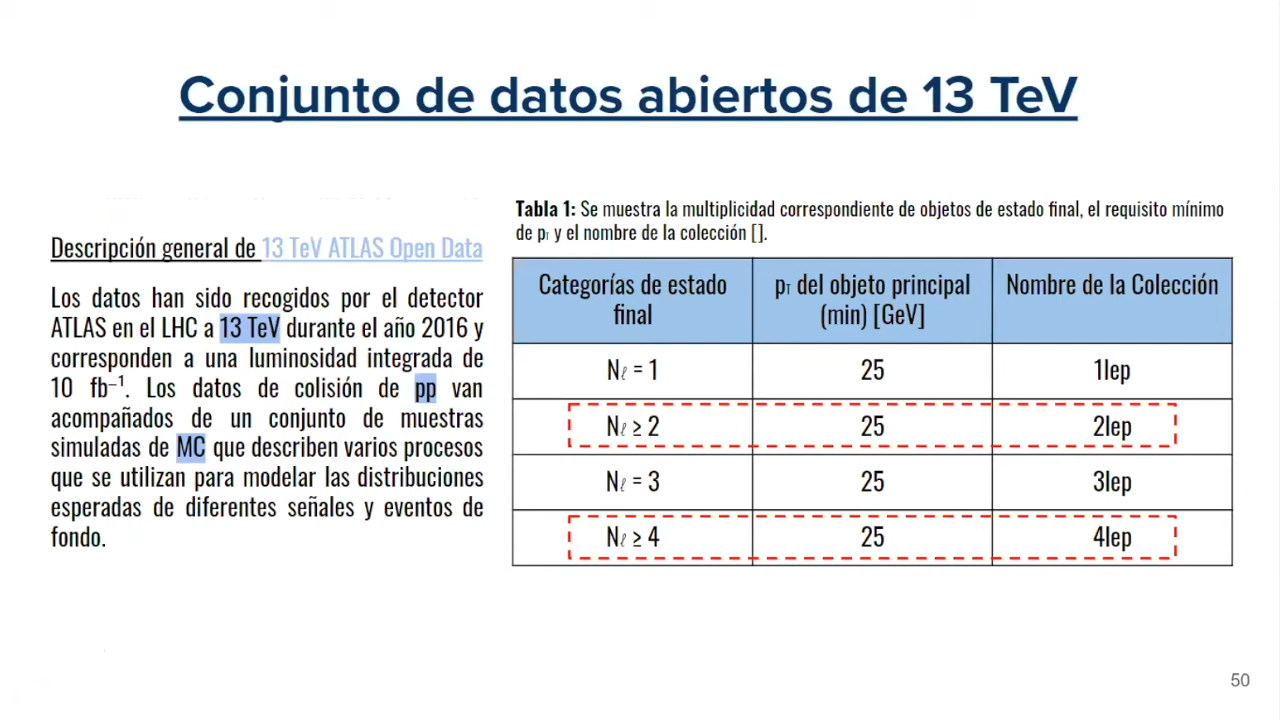 Conjunto de datos abiertos de 13 TeV
Descripción general de 13 TeV ATLAS Open Data
Los datos han sido recogidos por el detector
ATLAS en el LHC a 13 TeV durante el año 2016 y
corresponden a una luminosidad integrada de
10 fb⁻¹. Los datos de colisión de pp van
acompañados de un conjunto de muestras
simuladas de MC que describen varios procesos
que se utilizan para modelar las distribuciones
esperadas de diferentes señales y eventos de
fondo.
Tabla 1: Se muestra la multiplicidad correspondiente de objetos de estado final, el requisito mínimo
de pT y el nombre de la colección [].
Categorías de estado
final
pT del objeto principal
(min) [GeV]
Nombre de la Colección
Nℓ = 1
25
1lep
Nℓ ≥ 2
25
2lep
Nℓ = 3
25
3lep
Nℓ ≥ 4
25
4lep
50